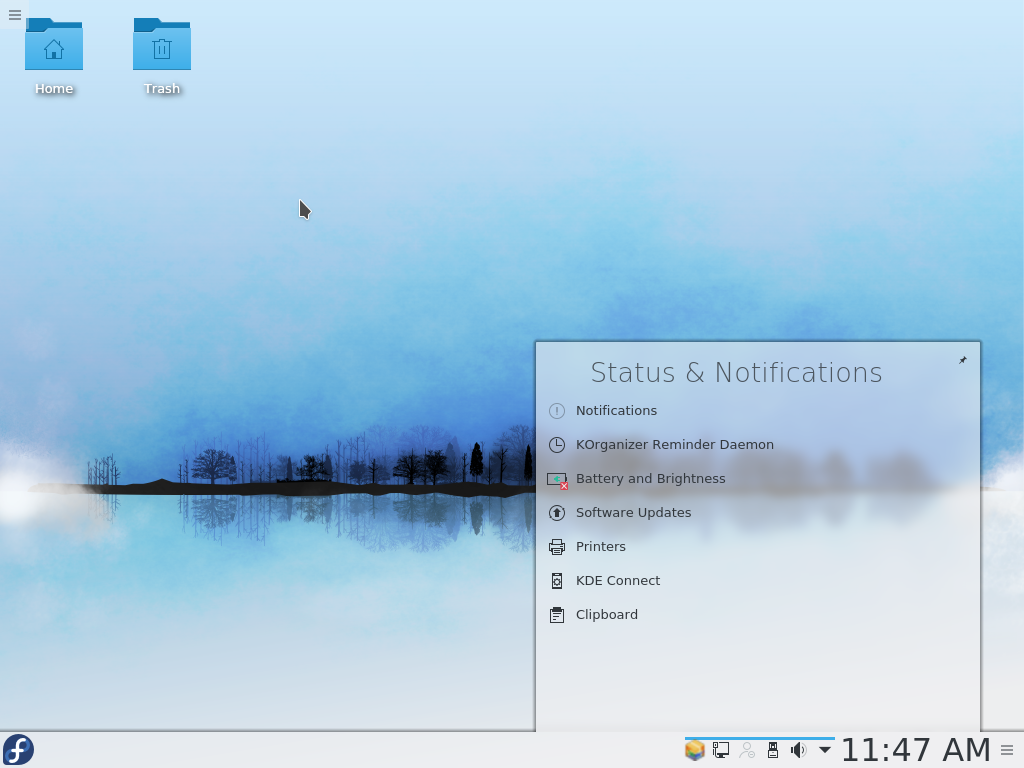 Home
Trash
Status & Notifications
Notifications
KOrganizer Reminder Daemon
Battery and Brightness
Software Updates
Printers
KDE Connect
Clipboard
11:47 AM